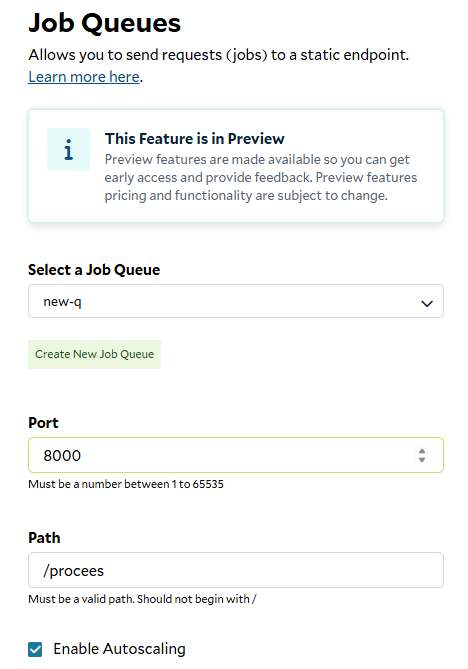 Job Queues
Allows you to send requests (jobs) to a static endpoint.
Learn more here.
i
This Feature is in Preview
Preview features are made available so you can get
early access and provide feedback. Preview features
pricing and functionality are subject to change.
Select a Job Queue
new-q
Create New Job Queue
Port
8000
Must be a number between 1 to 65535
Path
/procees
Must be a valid path. Should not begin with /
Enable Autoscaling